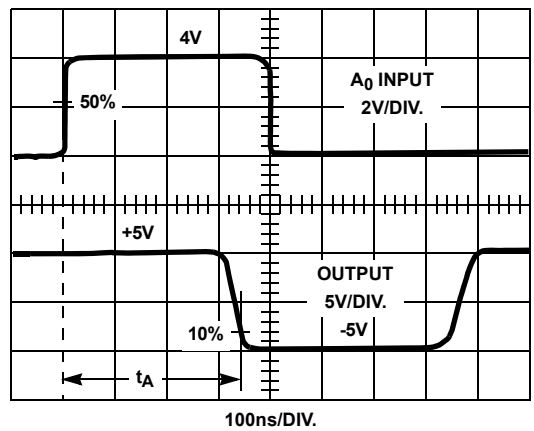 4V
A0 INPUT
2V/DIV.
50%
+5V
OUTPUT
5V/DIV.
-5V
10%
tA
100ns/DIV.